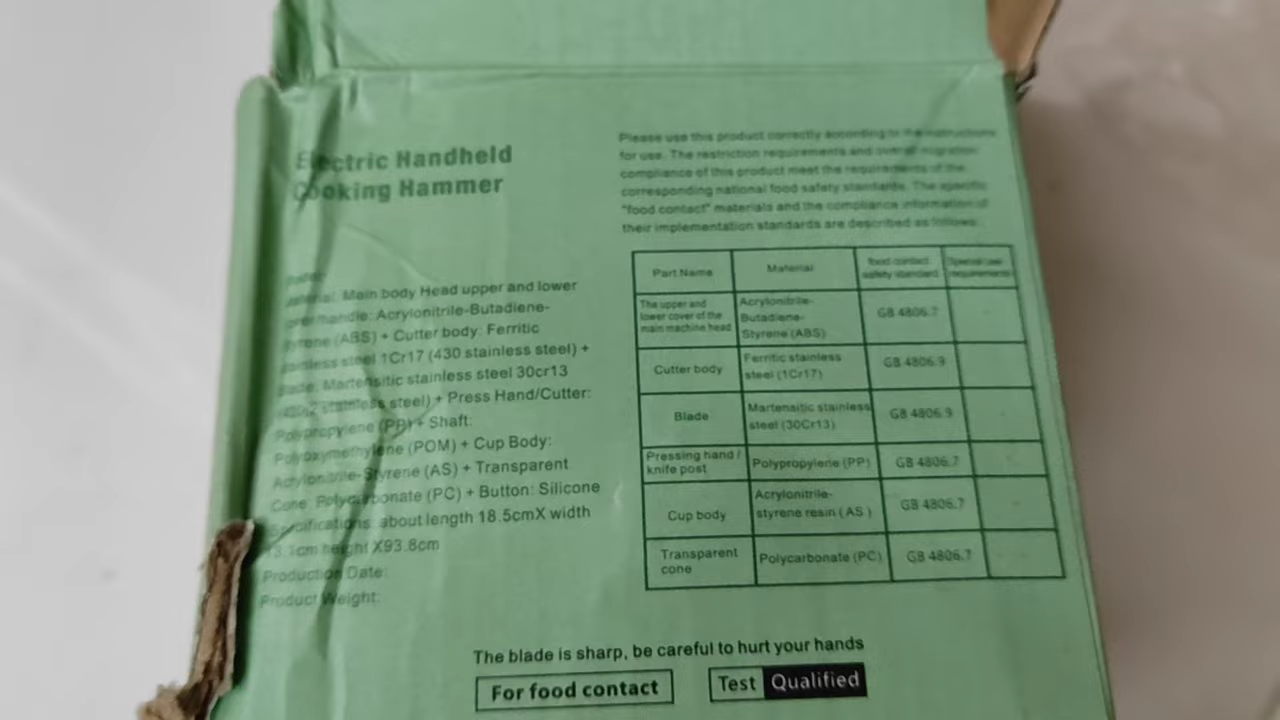 Electric Handheld
Cooking Hammer
Material: Main body Head upper and lower
Acrylonitrile-Butadiene-
Styrene (ABS) + Cutter body: Ferritic
stainless steel 1Cr17 (430 stainless steel) +
Blade: Martensitic stainless steel 30cr13
stainless steel) + Press Hand/Cutter:
Polypropylene (PP) + Shaft:
Polyoxymethylene (POM) + Cup Body:
Acrylonitrile-Styrene (AS) + Transparent
Cone: Polycarbonate (PC) + Button: Silicone
Specifications: about length 18.5cmX width
height X93.8cm
Production Date:
Product Weight:
Please use this product correctly according to the instructions
for use. The restriction requirements and overall migration
compliance of this product meet the requirements of the
corresponding national food safety standards. The specific
"food contact" materials and the compliance information of
their implementation standards are described as follows:
Part Name Material food contact safety standard Special use requirements
The upper and lower cover of the main machine head Acrylonitrile-Butadiene-Styrene (ABS) GB 4806.7 -
Cutter body Ferritic stainless steel (1Cr17) GB 4806.9
Blade Martensitic stainless steel (30Cr13) GB 4806.9 -
Pressing hand / knife post Polypropylene (PP) GB 4806.7 -
Cup body Acrylonitrile-styrene resin (AS ) GB 4806.7 -
Transparent cone Polycarbonate (PC) GB 4806.7 -
The blade is sharp, be careful to hurt your hands
For food contact
Test Qualified